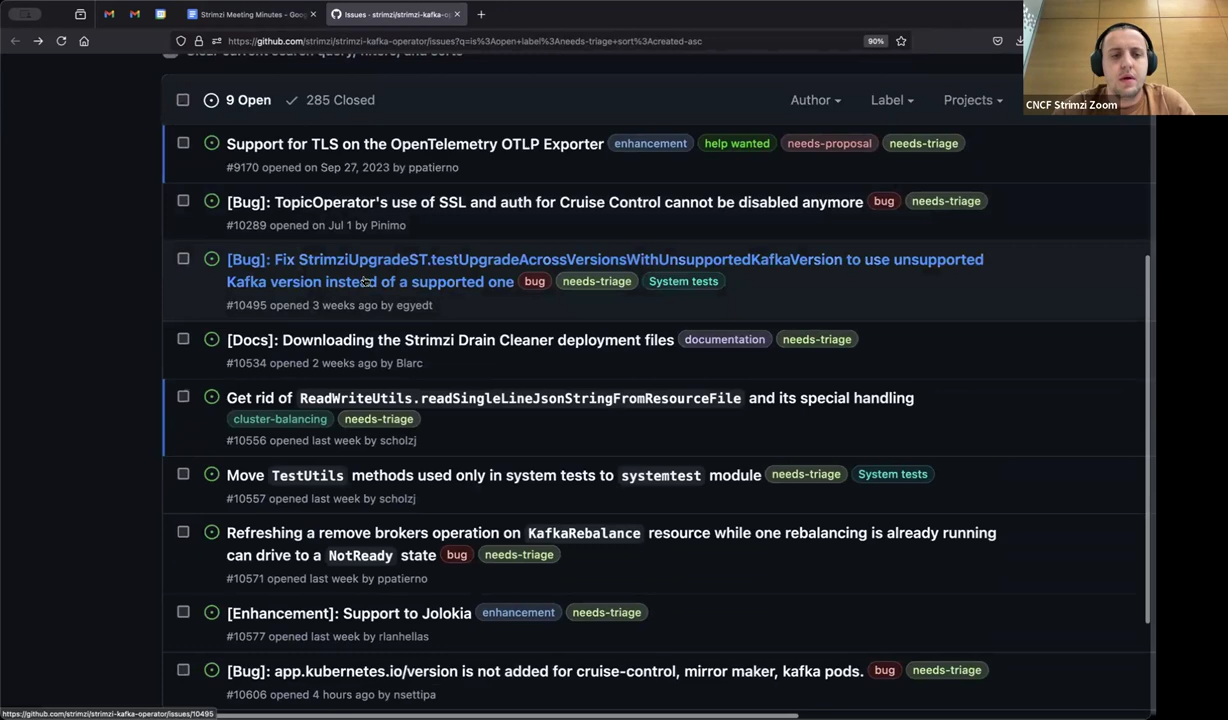 Strimzi Meeting Minutes – Goo
Issues · strimzi/strimzi-kafka-o
https://github.com/strimzi/strimzi-kafka-operator/issues?q=is%3Aopen+label%3Aneeds-triage+sort%3Acreated-asc
90%
9 Open
285 Closed
Author
Label
Projects
CNCF Strimzi Zoom
Support for TLS on the OpenTelemetry OTLP Exporter enhancement help wanted needs-proposal needs-triage
#9170 opened on Sep 27, 2023 by ppatierno
[Bug]: TopicOperator's use of SSL and auth for Cruise Control cannot be disabled anymore bug needs-triage
#10289 opened on Jul 1 by Pinimo
[Bug]: Fix StrimziUpgradeST.testUpgradeAcrossVersionsWithUnsupportedKafkaVersion to use unsupported
Kafka version instead of a supported one bug needs-triage System tests
#10495 opened 3 weeks ago by egyedt
[Docs]: Downloading the Strimzi Drain Cleaner deployment files documentation needs-triage
#10534 opened 2 weeks ago by Blarc
Get rid of ReadWriteUtils.readSingleLineJsonStringFromResourceFile and its special handling
cluster-balancing needs-triage
#10556 opened last week by scholzj
Move TestUtils methods used only in system tests to systemtest module needs-triage System tests
#10557 opened last week by scholzj
Refreshing a remove brokers operation on KafkaRebalance resource while one rebalancing is already running
can drive to a NotReady state bug needs-triage
#10571 opened last week by ppatierno
[Enhancement]: Support to Jolokia enhancement needs-triage
#10577 opened last week by rlanhellas
[Bug]: app.kubernetes.io/version is not added for cruise-control, mirror maker, kafka pods. bug needs-triage
#10606 opened 4 hours ago by nsettipa
https://github.com/strimzi/strimzi-kafka-operator/issues/10495